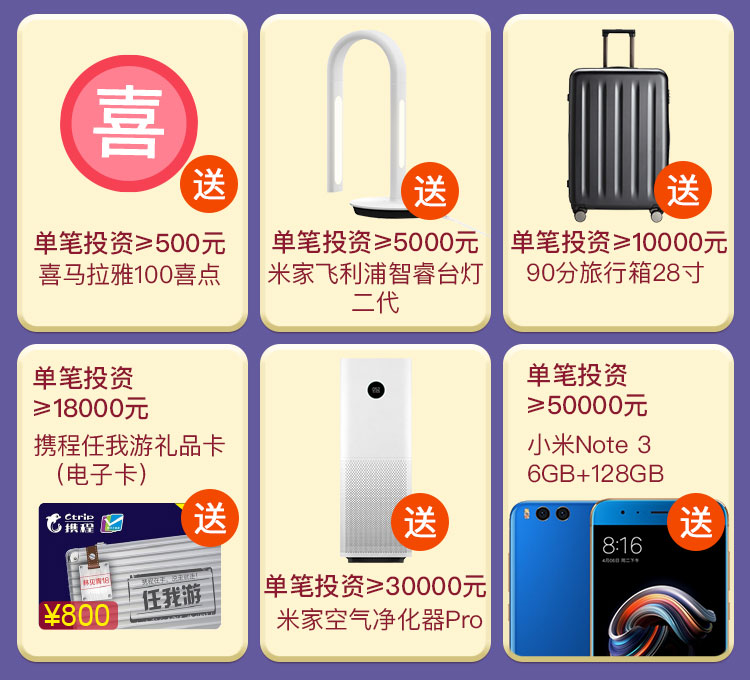 喜
送
单笔投资≥500元
喜马拉雅100喜点
送
单笔投资≥5000元
米家飞利浦智睿台灯
二代
送
单笔投资≥10000元
90分旅行箱28寸
单笔投资
≥18000元
携程任我游礼品卡
（电子卡）
送
Ctrip
携程
任我游
¥800
送
单笔投资≥30000元
米家空气净化器Pro
单笔投资
≥50000元
小米Note 3
6GB+128GB
送
8:16